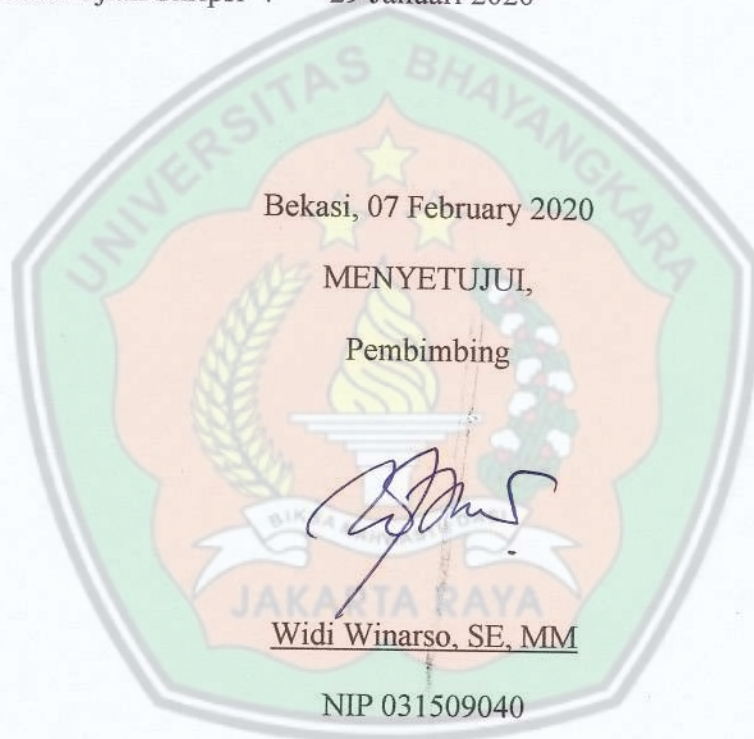 29 Januari 2020
UNIVERSITAS BHAYANGKARA
Bekasi, 07 February 2020
MENYETUJUI,
Pembimbing
JAKARTA RAYA
Widi Winarso, SE, MM
NIP 031509040